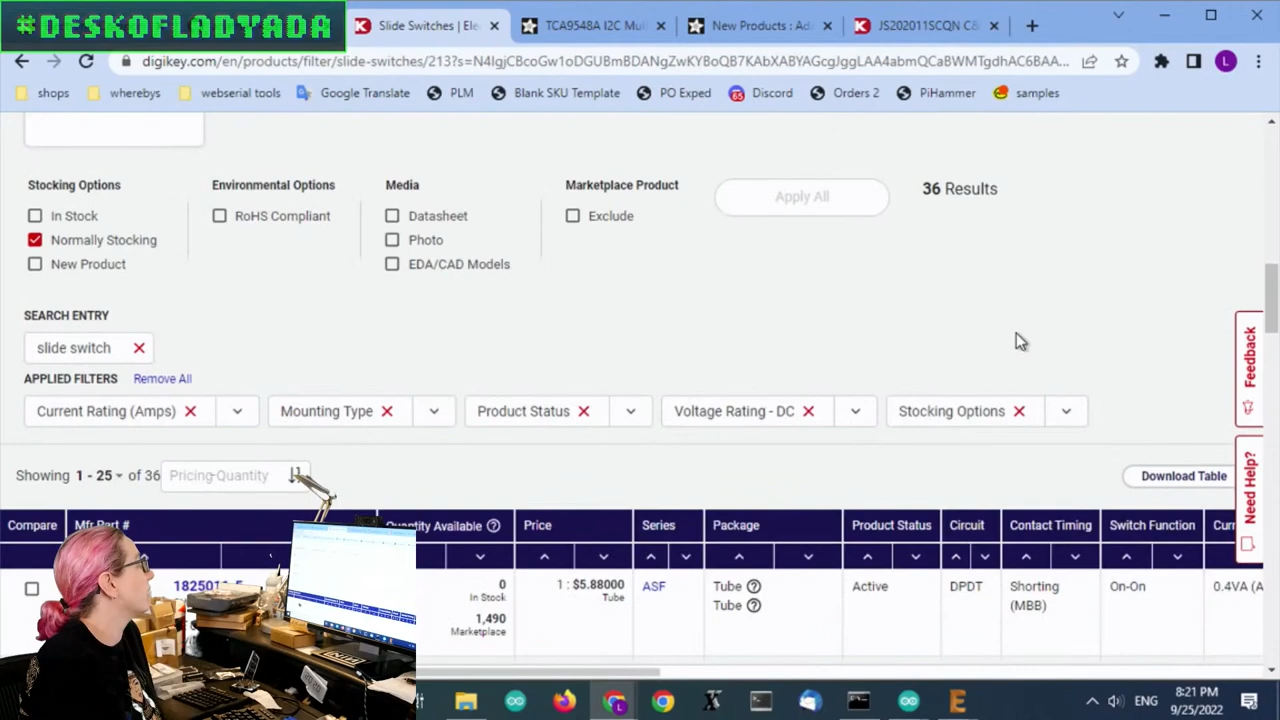 #DESKOFLADYADA
Slide Switches | Ele
TCA9548A I2C Mul
New Products : Ada
JS202011SCQN C&
digikey.com/en/products/filter/slide-switches/213?s=N4IgjCBcoGw1oDGUBmBDANgZwKYBoQB7KAbXABYAGcgJggLAA4abmQCaBWMTgdhAC6BAA...
shops
wherebys
webserial tools
Google Translate
PLM
Blank SKU Template
PO Exped
Discord
Orders 2
PiHammer
samples
Stocking Options
In Stock
Normally Stocking
New Product
Environmental Options
RoHS Compliant
Media
Datasheet
Photo
EDA/CAD Models
Marketplace Product
Exclude
Apply All
36 Results
SEARCH ENTRY
slide switch
APPLIED FILTERS Remove All
Current Rating (Amps)
Mounting Type
Product Status
Voltage Rating - DC
Stocking Options
Showing 1 - 25 of 36
Pricing-Quantity
Download Table
Feedback
Need Help?
Compare
Mfr Part #
Quantity Available
Price
Series
Package
Product Status
Circuit
Contact Timing
Switch Function
Curr
0
In Stock
1,490
Marketplace
1 : $5.88000
Tube
ASF
Tube
Tube
Active
DPDT
Shorting
(MBB)
On-On
0.4VA (A
ENG
8:21 PM
9/25/2022